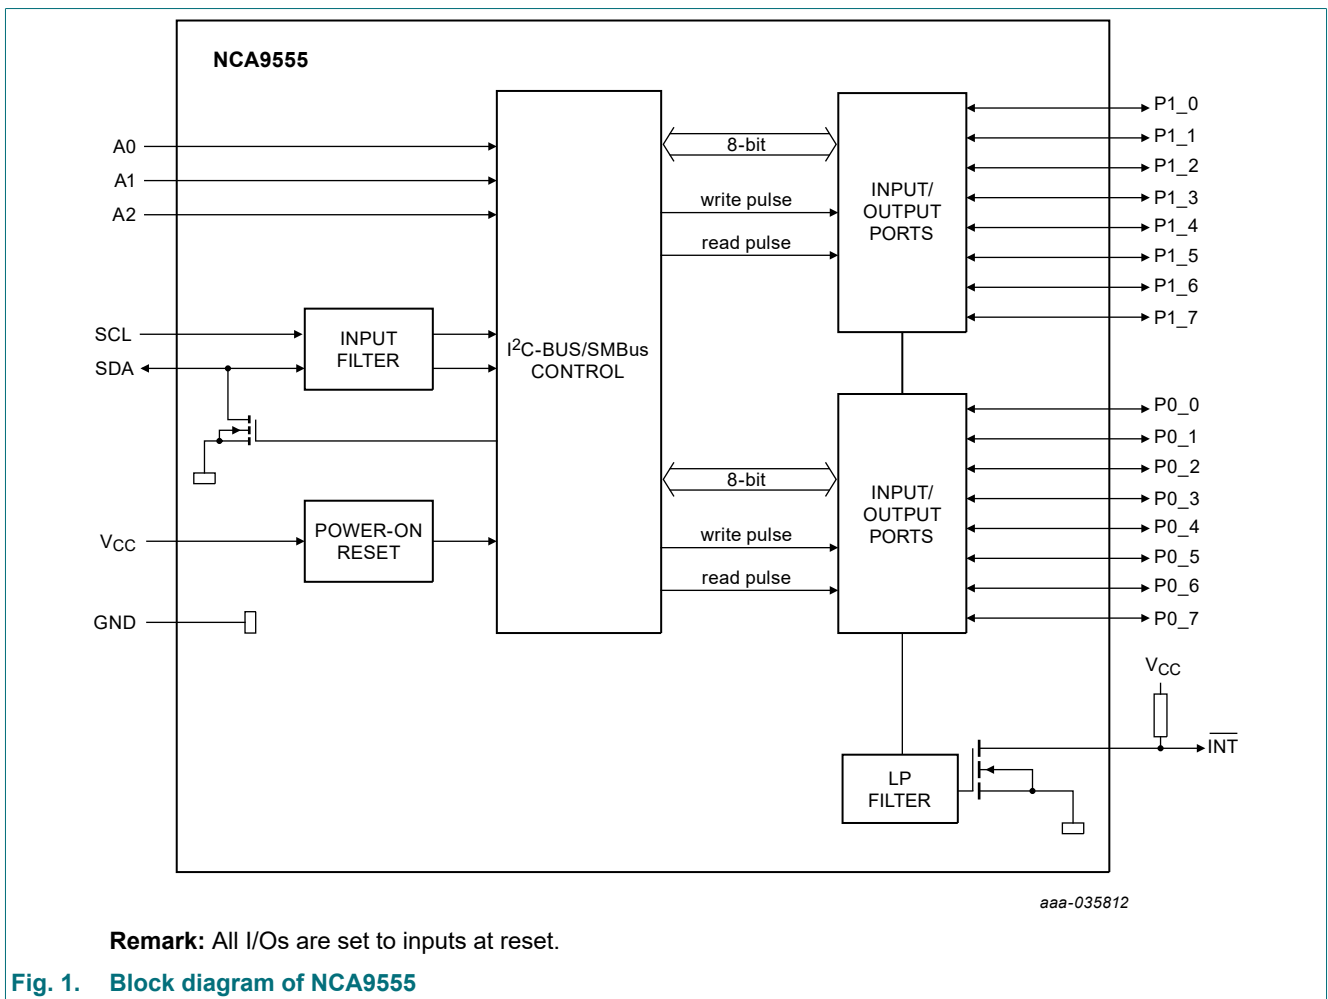 NCA9555
A0
A1
A2
SCL
SDA
VCC
GND
INPUT
FILTER
POWER-ON
RESET
I2C-BUS/SMBus
CONTROL
8-bit
write pulse
read pulse
8-bit
write pulse
read pulse
INPUT/
OUTPUT
PORTS
INPUT/
OUTPUT
PORTS
P1_0
P1_1
P1_2
P1_3
P1_4
P1_5
P1_6
P1_7
P0_0
P0_1
P0_2
P0_3
P0_4
P0_5
P0_6
P0_7
VCC
INT
LP
FILTER
aaa-035812
Remark: All I/Os are set to inputs at reset.
Fig. 1. Block diagram of NCA9555